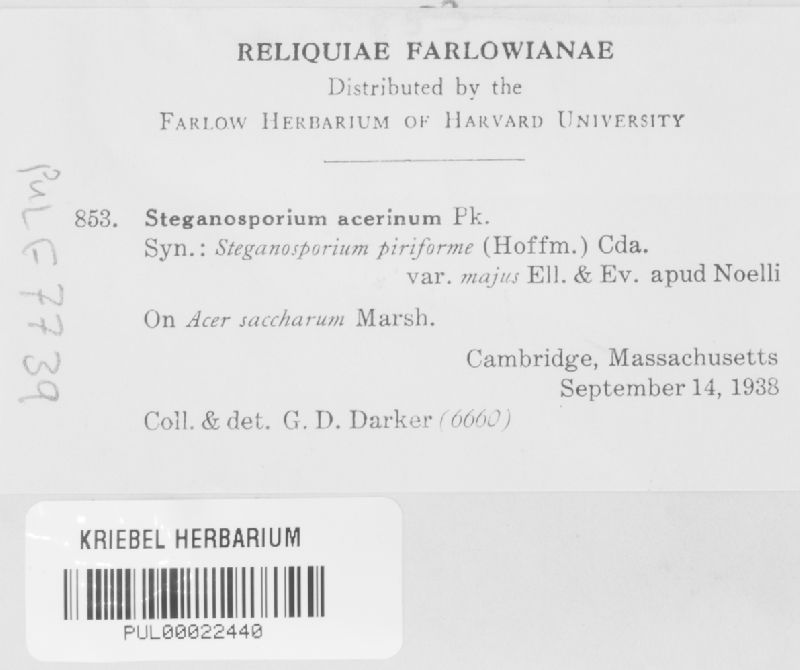 RELIQUIAE FARLOWIANAE
Distributed by the
FARLOW HERBARIUM OF HARVARD UNIVERSITY
853. Steganosporium acerinum Pk.
Syn.: Steganosporium piriforme (Hoffm.) Cda.
var. majus Ell. & Ev. apud Noelli
On Acer saccharum Marsh.
Cambridge, Massachusetts
September 14, 1938
Coll. & det. G. D. Darker (6660)
PUL F 7739
KRIEBEL HERBARIUM
PUL00022440